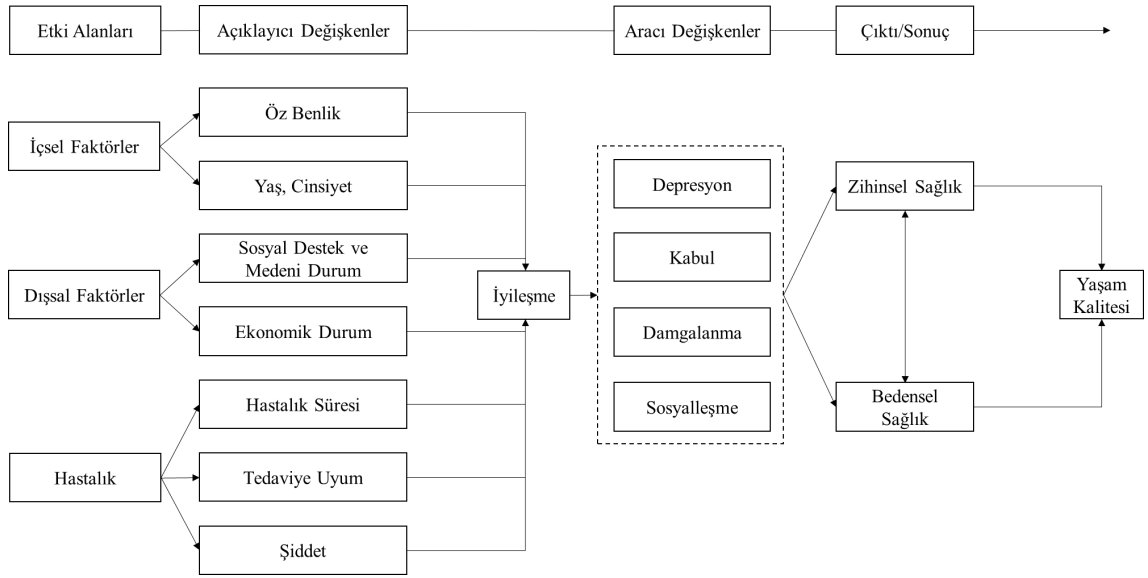 Etki Alanları
Açıklayıcı Değişkenler
Aracı Değişkenler
Çıktı/Sonuç
İçsel Faktörler
Öz Benlik
Yaş, Cinsiyet
Dışsal Faktörler
Sosyal Destek ve
Medeni Durum
Ekonomik Durum
Hastalık
Hastalık Süresi
Tedaviye Uyum
Şiddet
İyileşme
Depresyon
Kabul
Damgalanma
Sosyalleşme
Zihinsel Sağlık
Bedensel
Sağlık
Yaşam
Kalitesi